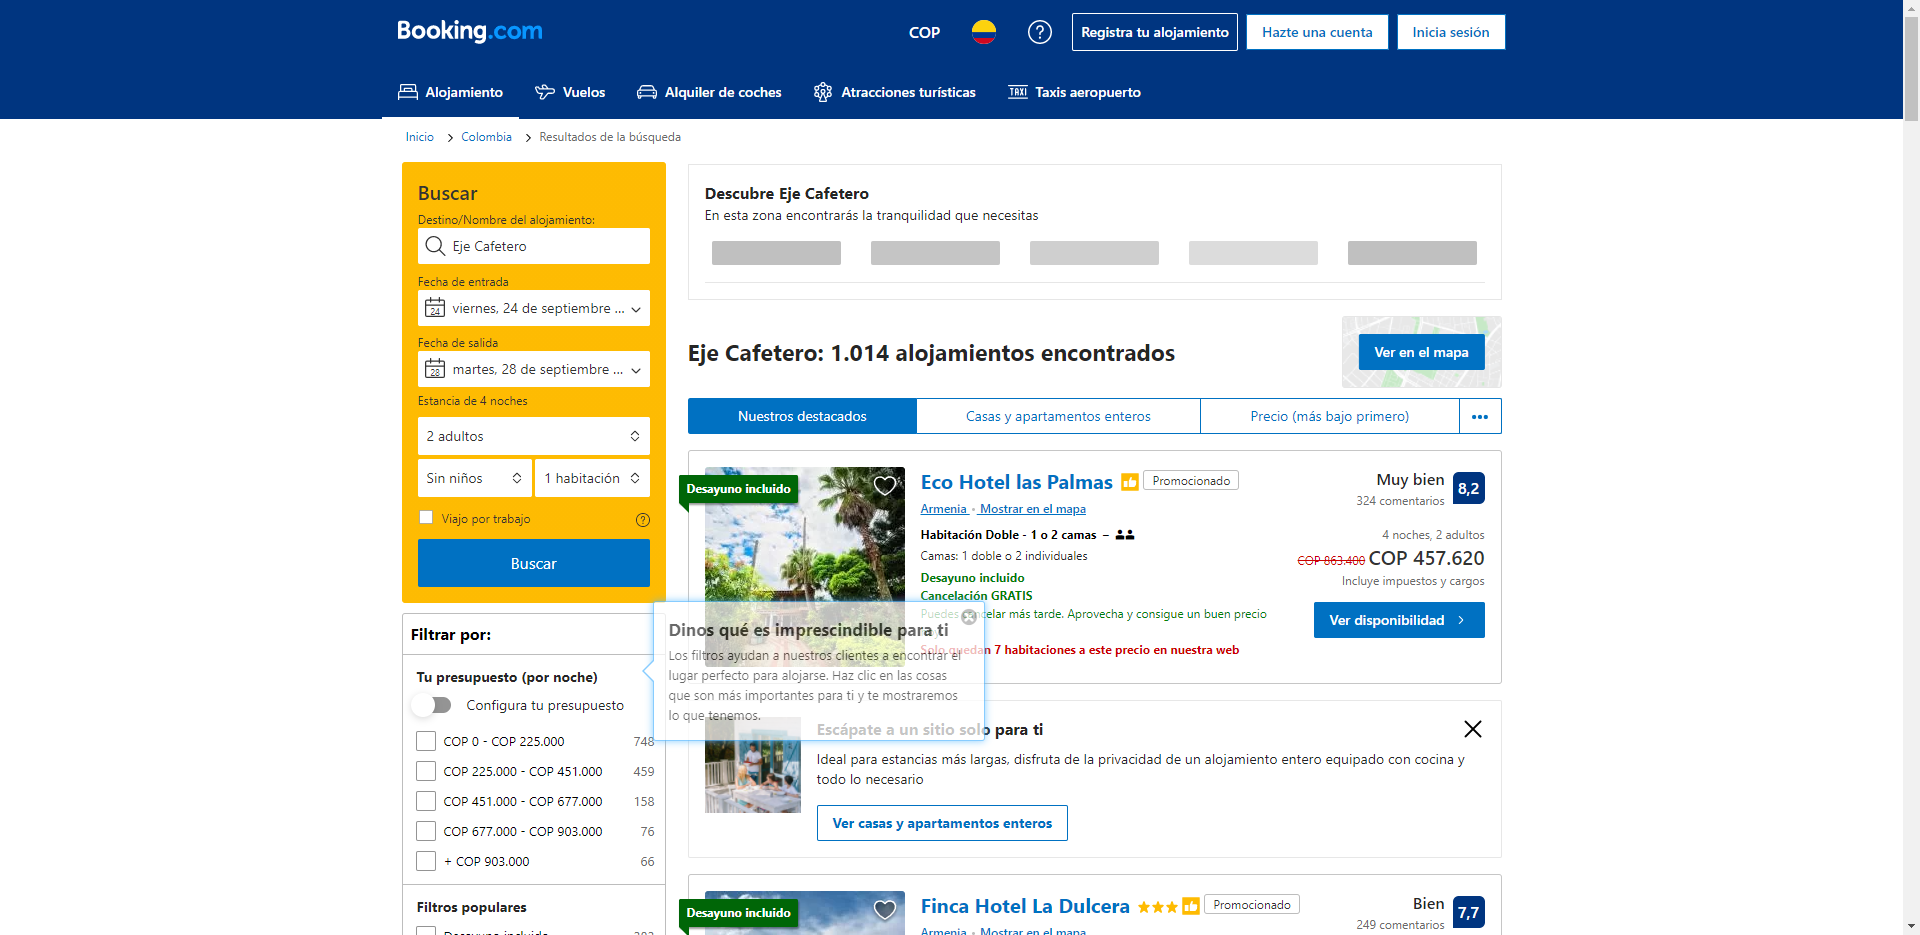 Booking.com
COP
Registra tu alojamiento
Hazte una cuenta
Inicia sesión
Alojamiento
Vuelos
Alquiler de coches
Atracciones turísticas
TAXI Taxis aeropuerto
Inicio > Colombia > Resultados de la búsqueda
Buscar
Destino/Nombre del alojamiento:
Eje Cafetero
Fecha de entrada
24 viernes, 24 de septiembre ...
Fecha de salida
28 martes, 28 de septiembre ...
Estancia de 4 noches
2 adultos
Sin niños
1 habitación
Viajo por trabajo
Buscar
Filtrar por:
Tu presupuesto (por noche)
Configura tu presupuesto
COP 0 - COP 225.000 748
COP 225.000 - COP 451.000 459
COP 451.000 - COP 677.000 158
COP 677.000 - COP 903.000 76
+ COP 903.000 66
Filtros populares
Desayuno incluido
Dinos qué es imprescindible para ti
Los filtros ayudan a nuestros clientes a encontrar el
lugar perfecto para alojarse. Haz clic en las cosas
que son más importantes para ti y te mostraremos
lo que tenemos.
Descubre Eje Cafetero
En esta zona encontrarás la tranquilidad que necesitas
Eje Cafetero: 1.014 alojamientos encontrados
Ver en el mapa
Nuestros destacados
Casas y apartamentos enteros
Precio (más bajo primero)
Desayuno incluido
Eco Hotel las Palmas
Promocionado
Armenia • Mostrar en el mapa
Habitación Doble - 1 o 2 camas –
Camas: 1 doble o 2 individuales
Desayuno incluido
Cancelación GRATIS
Puedes cancelar más tarde. Aprovecha y consigue un buen precio
Solo quedan 7 habitaciones a este precio en nuestra web
Muy bien
324 comentarios
8,2
4 noches, 2 adultos
COP 863.400 COP 457.620
Incluye impuestos y cargos
Ver disponibilidad
Escápate a un sitio solo para ti
Ideal para estancias más largas, disfruta de la privacidad de un alojamiento entero equipado con cocina y
todo lo necesario
Ver casas y apartamentos enteros
Desayuno incluido
Finca Hotel La Dulcera
Promocionado
Armenia • Mostrar en el mapa
Bien
249 comentarios
7,7